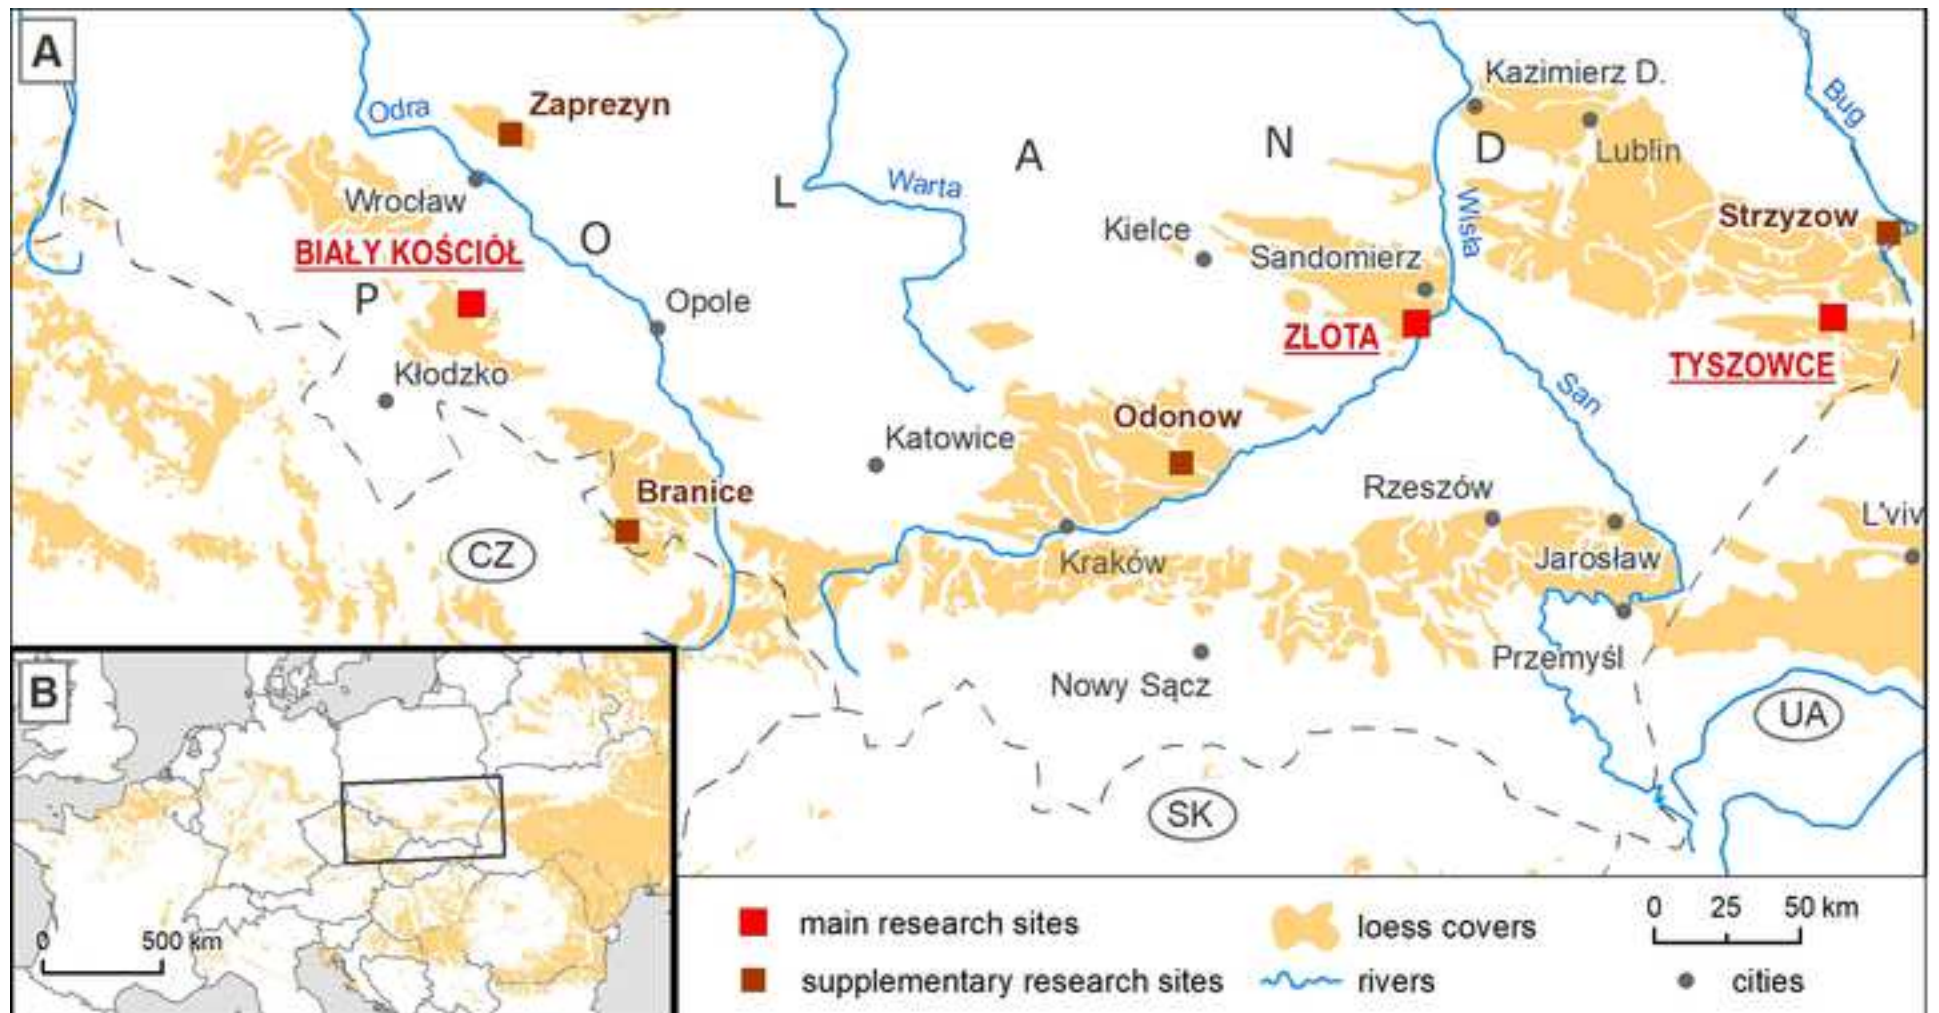 A
Kazimierz D.
Odra
Zaprezyn
Bug
Lublin
P O L A N D
Wrocław
Warta
Wisła
Strzyzow
BIAŁY KOŚCIÓŁ
Kielce
Sandomierz
Opole
ZLOTA
TYSZOWCE
Kłodzko
San
Odonow
Katowice
Branice
Rzeszów
L'viv
CZ
Kraków
Jarosław
Nowy Sącz
Przemyśl
UA
SK
B
0 500 km
main research sites
supplementary research sites
loess covers
rivers
0 25 50 km
cities